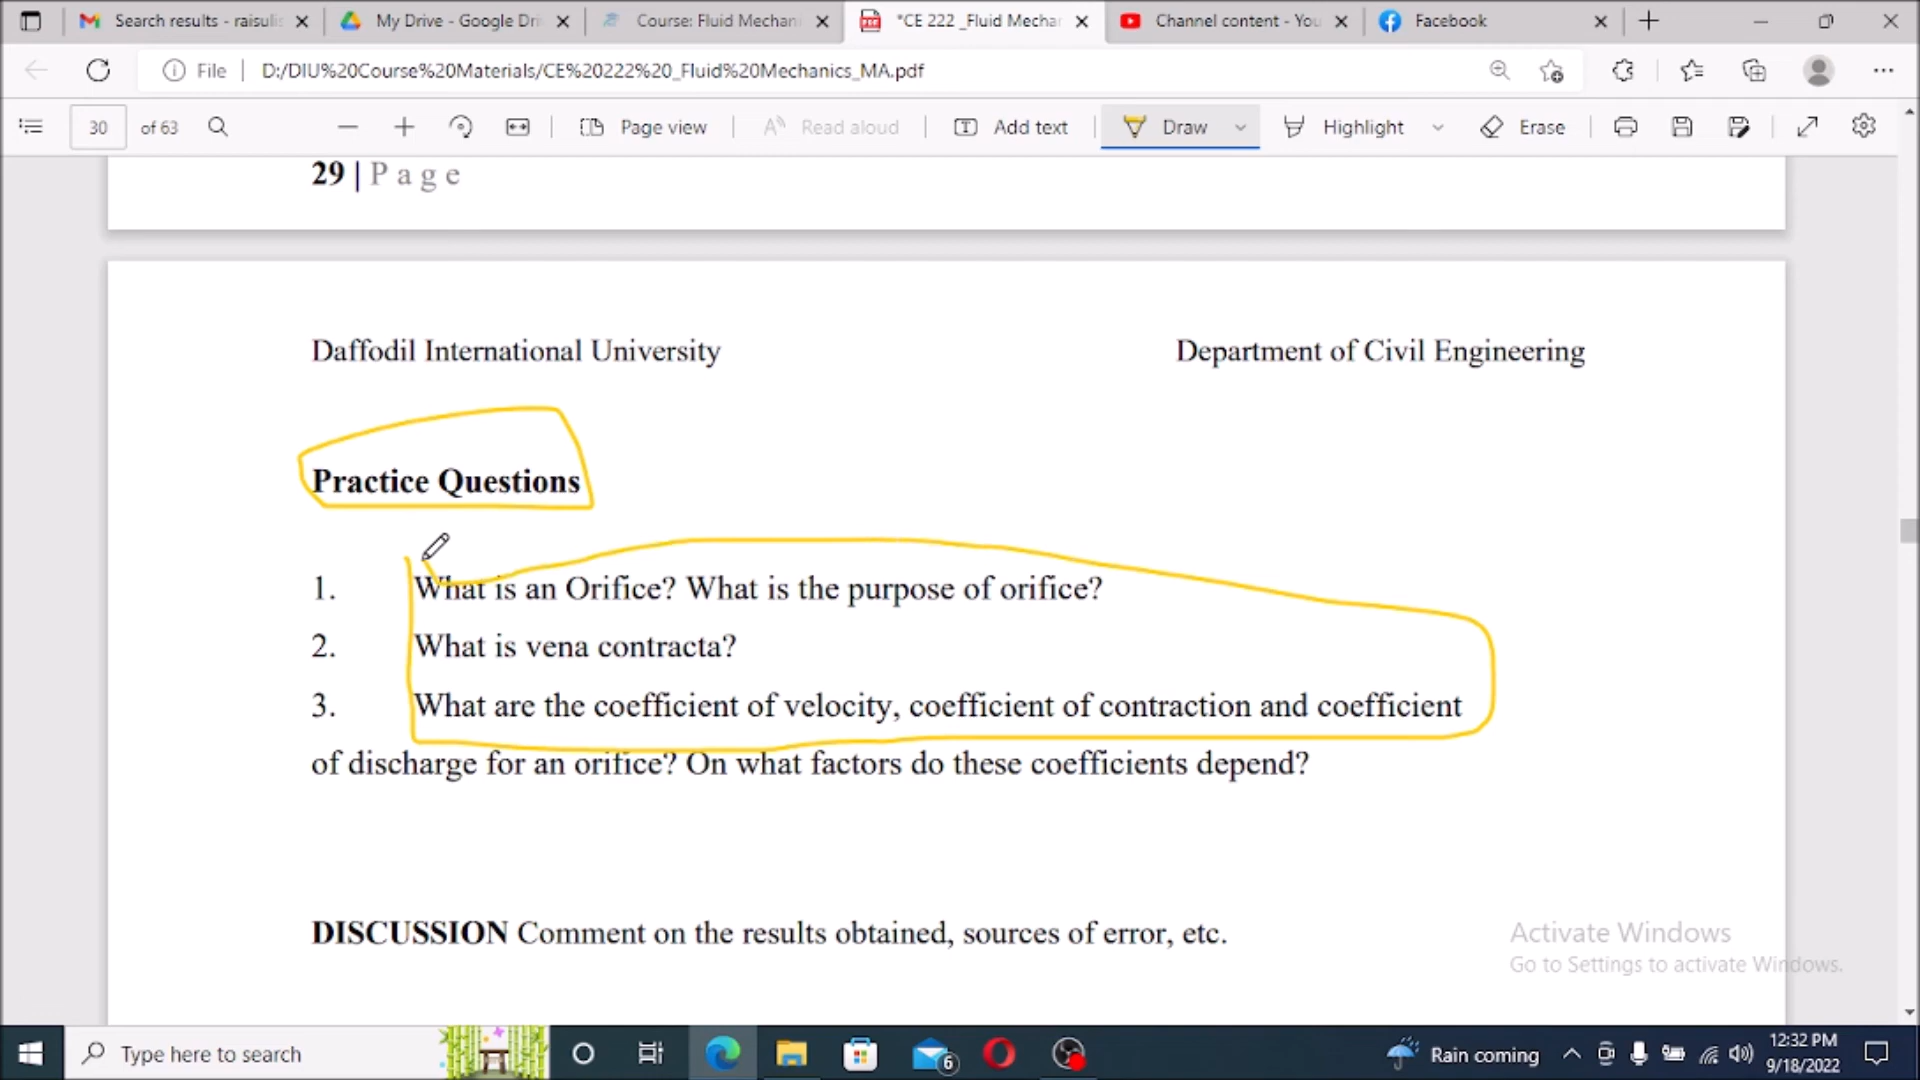 Search results - raisulis
My Drive - Google Dri
Course: Fluid Mechani
*CE 222 _Fluid Mechan
Channel content - You
Facebook
File
D:/DIU%20Course%20Materials/CE%20222%20_Fluid%20Mechanics_MA.pdf
30 of 63
Page view
Read aloud
Add text
Draw
Highlight
Erase
29 | P a g e
Daffodil International University
Department of Civil Engineering
Practice Questions
1. What is an Orifice? What is the purpose of orifice?
2. What is vena contracta?
3. What are the coefficient of velocity, coefficient of contraction and coefficient
of discharge for an orifice? On what factors do these coefficients depend?
DISCUSSION Comment on the results obtained, sources of error, etc.
Activate Windows
Go to Settings to activate Windows.
Type here to search
6
Rain coming
12:32 PM
9/18/2022